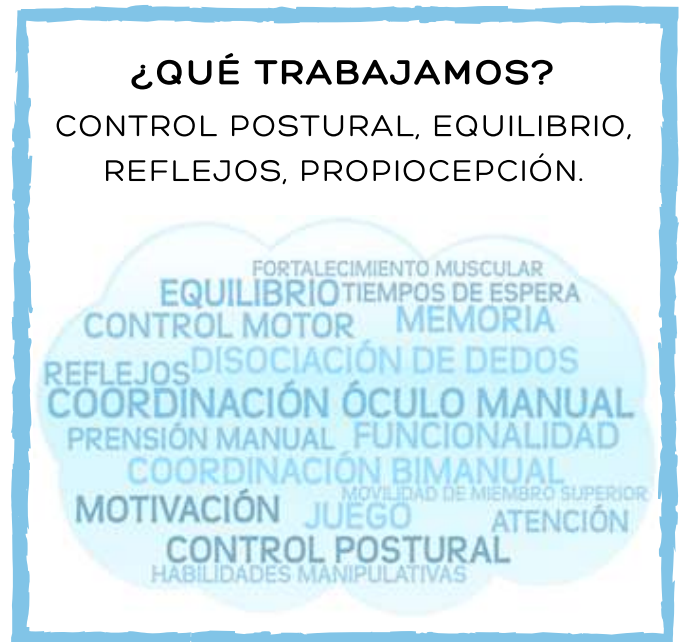 ¿QUÉ TRABAJAMOS?
CONTROL POSTURAL, EQUILIBRIO,
REFLEJOS, PROPIOCEPCIÓN.
FORTALECIMIENTO MUSCULAR
EQUILIBRIO TIEMPOS DE ESPERA
CONTROL MOTOR MEMORIA
REFLEJOS DISOCIACIÓN DE DEDOS
COORDINACIÓN ÓCULO MANUAL
PRENSIÓN MANUAL FUNCIONALIDAD
COORDINACIÓN BIMANUAL
MOVILIDAD DE MIEMBRO SUPERIOR
MOTIVACIÓN JUEGO ATENCIÓN
CONTROL POSTURAL
HABILIDADES MANIPULATIVAS